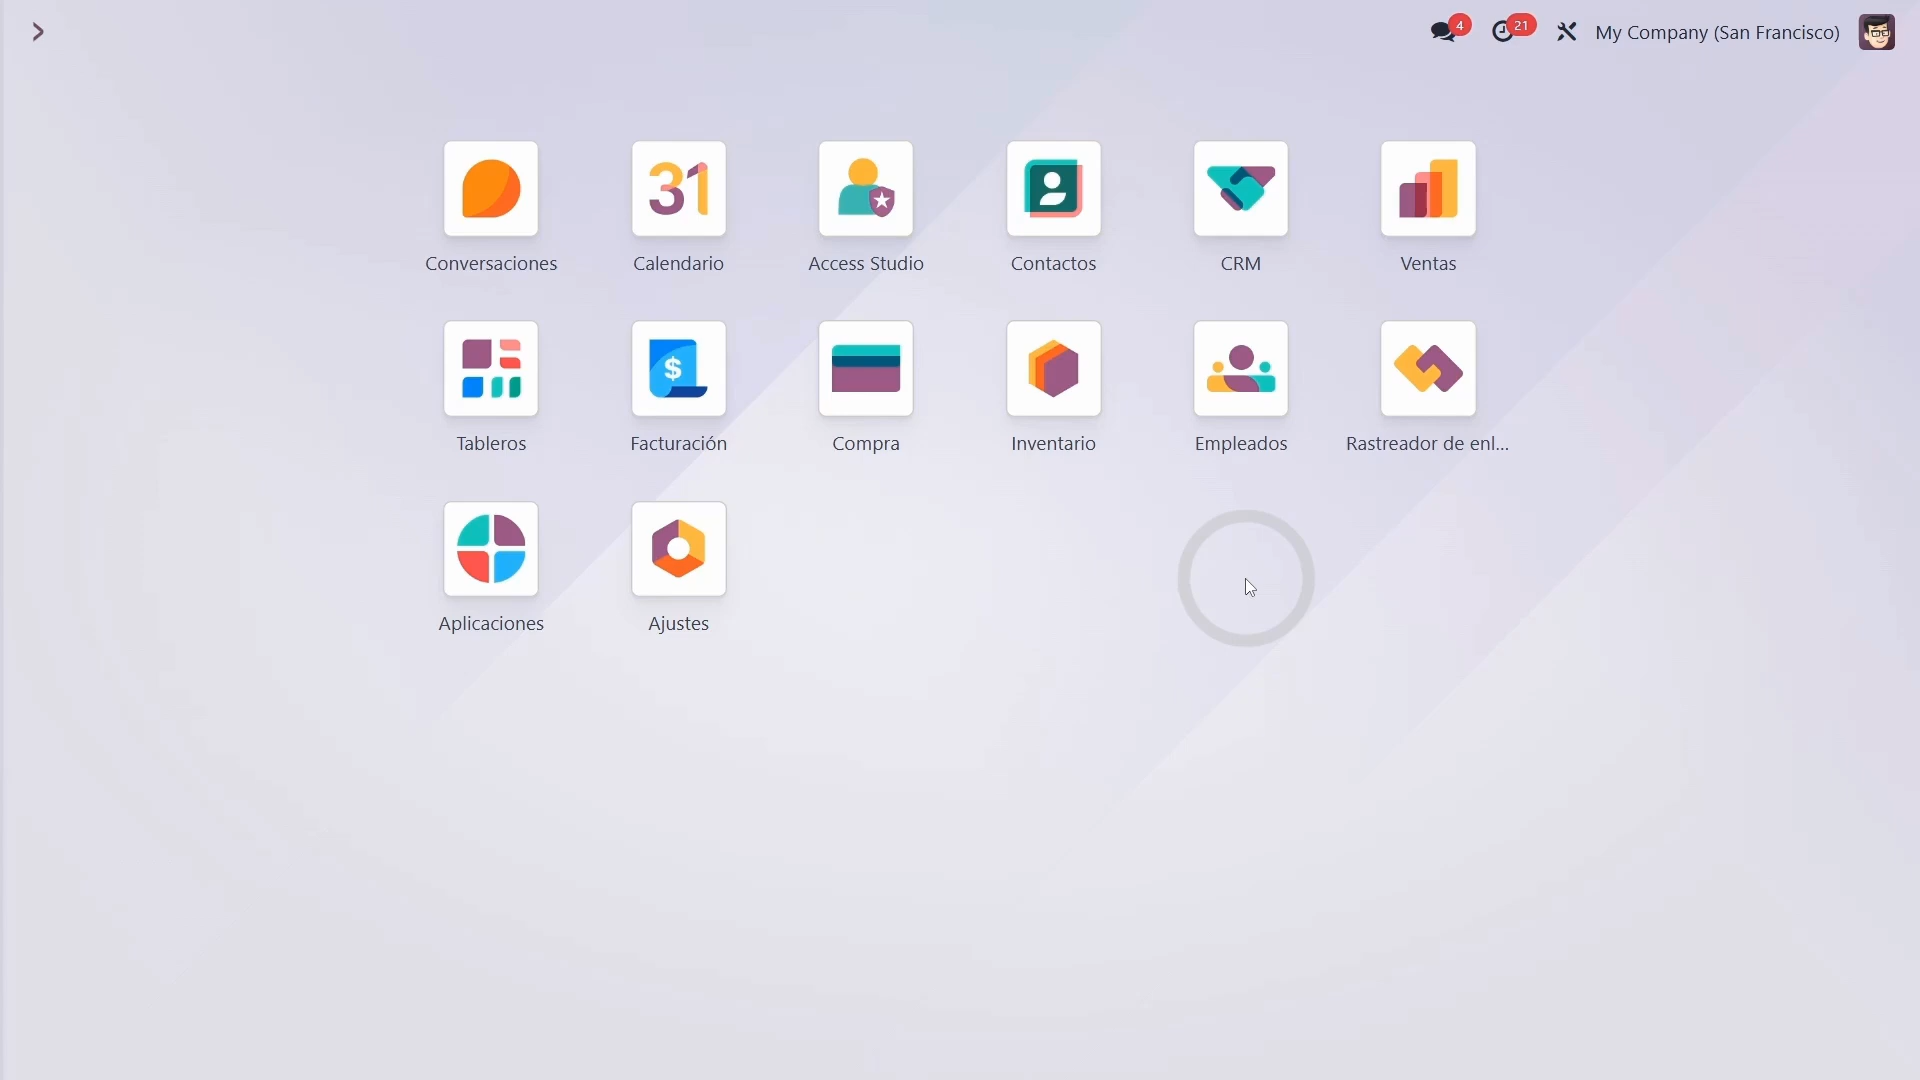 4
21
My Company (San Francisco)
31
Conversaciones
Calendario
Access Studio
Contactos
CRM
Ventas
$
Tableros
Facturación
Compra
Inventario
Empleados
Rastreador de enl...
Aplicaciones
Ajustes